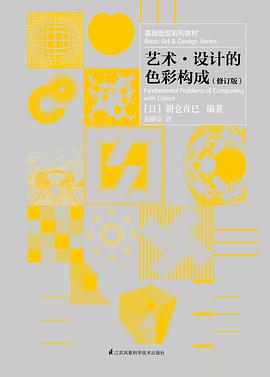 基础造型系列教材
Basic Art & Design Series
艺术·设计的
色彩构成（修订版）
Fundamental Problems of Composing
with Colors
［日］朝仓直巳 编著
赵郧安 译
江苏凤凰科学技术出版社